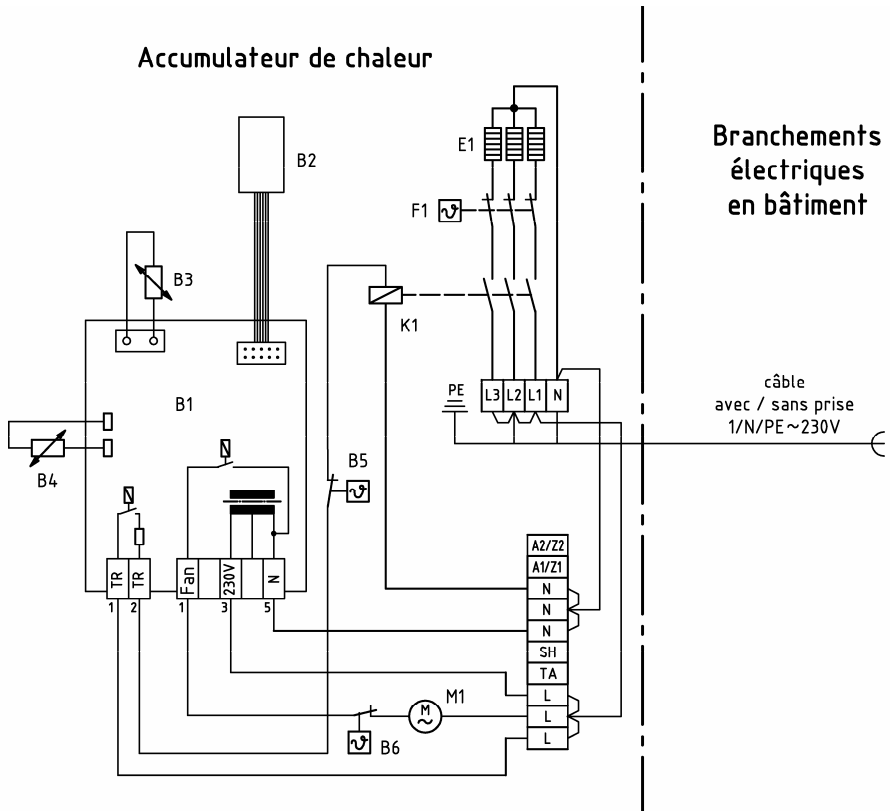 Accumulateur de chaleur
Branchements
électriques
en bâtiment
E1
B2
F1
B3
K1
B1
PE
L3 L2 L1 N
câble
avec / sans prise
1/N/PE~230V
B4
B5
A2/Z2
A1/Z1
N
N
N
SH
TA
L
L
L
TR TR Fan 230V N
1 2 1 3 5
M1
M
~
B6